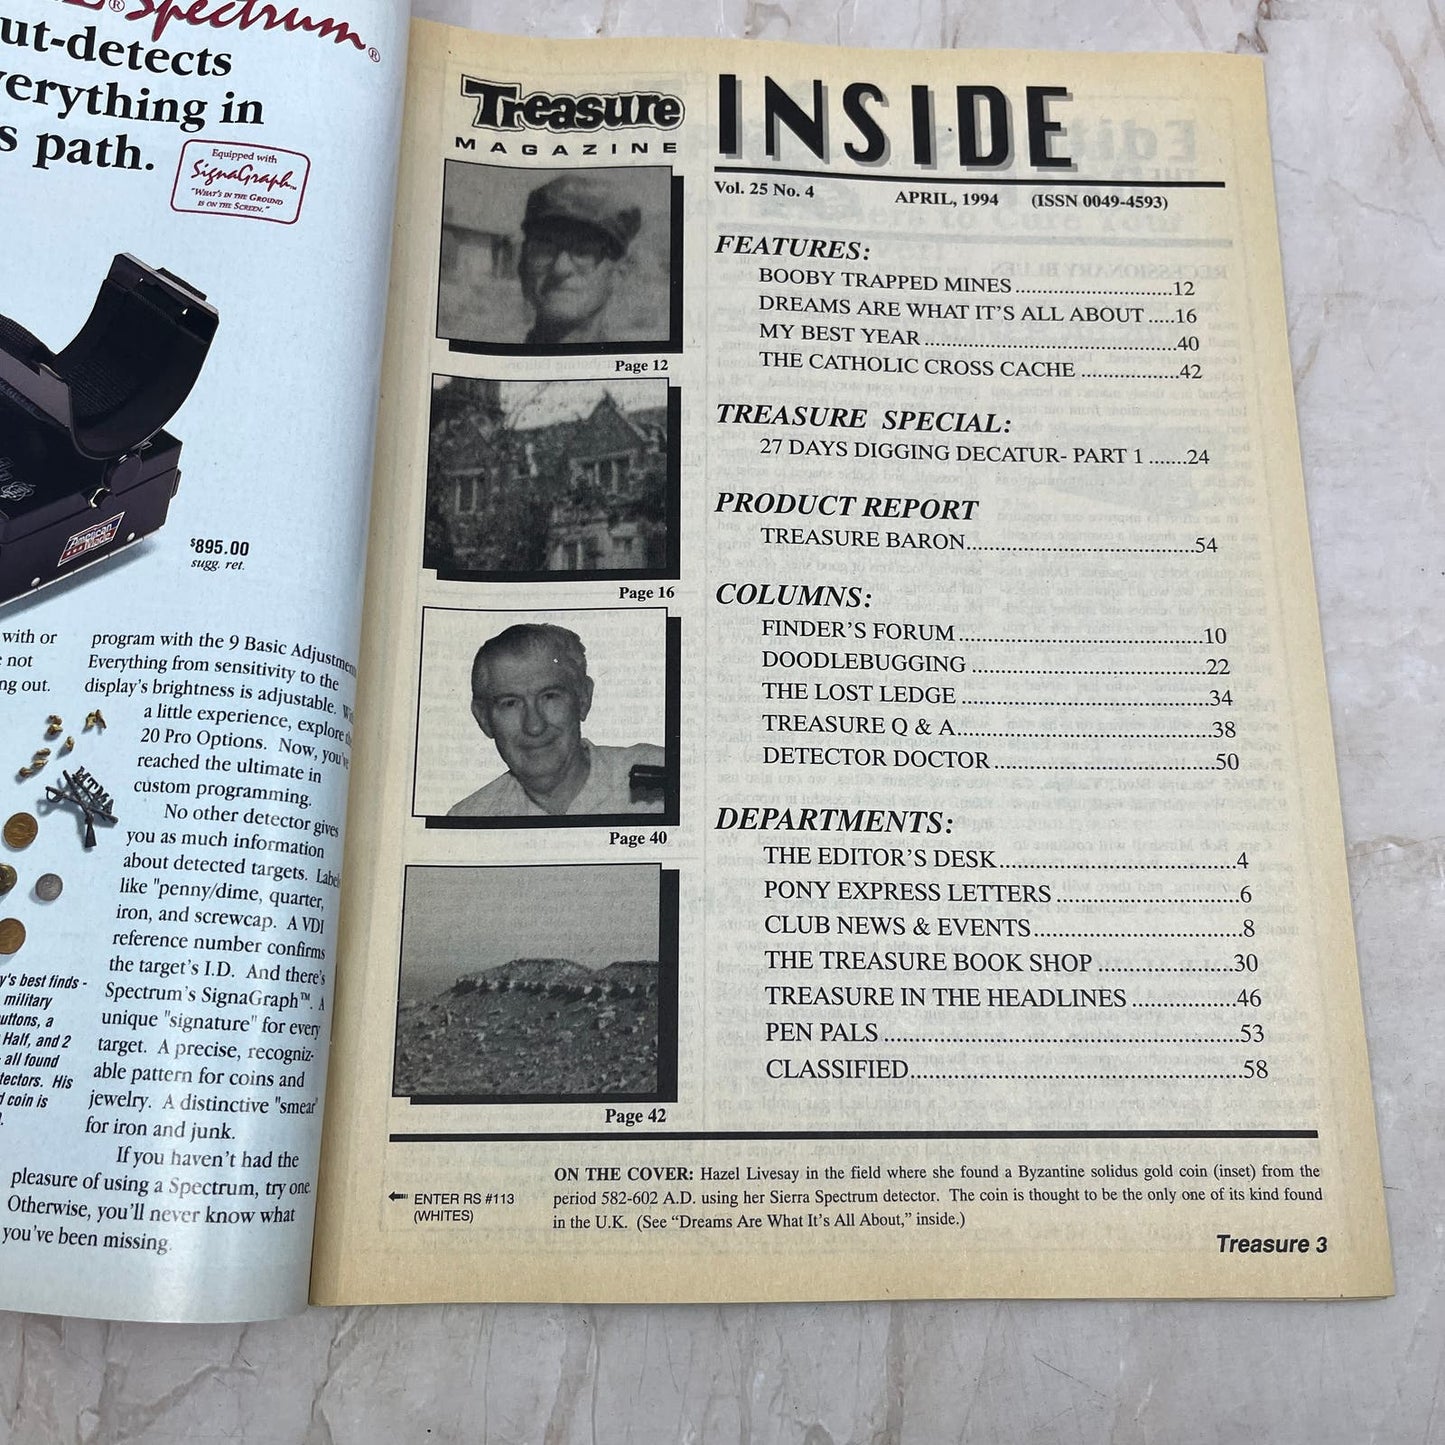 Spectrum®
ut-detects
verything in
s path.
Equipped with
SignaGraph™
"WHAT'S IN THE GROUND
IS ON THE SCREEN."
American
Made
$895.00
sugg. ret.
with or
not
ng out.
program with the 9 Basic Adjustments
Everything from sensitivity to the
display's brightness is adjustable.
a little experience, explore
20 Pro Options. Now, you've
reached the ultimate in
custom programming.
No other detector gives
you as much information
about detected targets.
like "penny/dime, quarter,
iron, and screwcap. A VDI
reference number confirms
the target's I.D. And there's
Spectrum's SignaGraph™. A
unique "signature" for every
target. A precise, recogniz-
able pattern for coins and
jewelry. A distinctive "smear"
for iron and junk.
If you haven't had the
pleasure of using a Spectrum, try one.
Otherwise, you'll never know what
you've been missing.
MTMA
y's best finds -
military
uttons, a
Half, and 2
all found
tectors. His
coin is
Treasure
MAGAZINE
INSIDE
Vol. 25 No. 4 APRIL, 1994 (ISSN 0049-4593)
FEATURES:
BOOBY TRAPPED MINES............................12
DREAMS ARE WHAT IT'S ALL ABOUT .....16
MY BEST YEAR ............................................40
THE CATHOLIC CROSS CACHE .................42
TREASURE SPECIAL:
27 DAYS DIGGING DECATUR- PART 1 .......24
PRODUCT REPORT
TREASURE BARON.......................................54
COLUMNS:
FINDER'S FORUM..........................................10
DOODLEBUGGING ........................................22
THE LOST LEDGE ..........................................34
TREASURE Q & A...........................................38
DETECTOR DOCTOR .....................................50
DEPARTMENTS:
THE EDITOR'S DESK........................................4
PONY EXPRESS LETTERS ..............................6
CLUB NEWS & EVENTS..................................8
THE TREASURE BOOK SHOP ......................30
TREASURE IN THE HEADLINES .................46
PEN PALS .........................................................53
CLASSIFIED.....................................................58
Page 12
Page 16
Page 40
Page 42
ENTER RS #113
(WHITES)
ON THE COVER: Hazel Livesay in the field where she found a Byzantine solidus gold coin (inset) from the
period 582-602 A.D. using her Sierra Spectrum detector. The coin is thought to be the only one of its kind found
in the U.K. (See "Dreams Are What It's All About," inside.)
Treasure 3